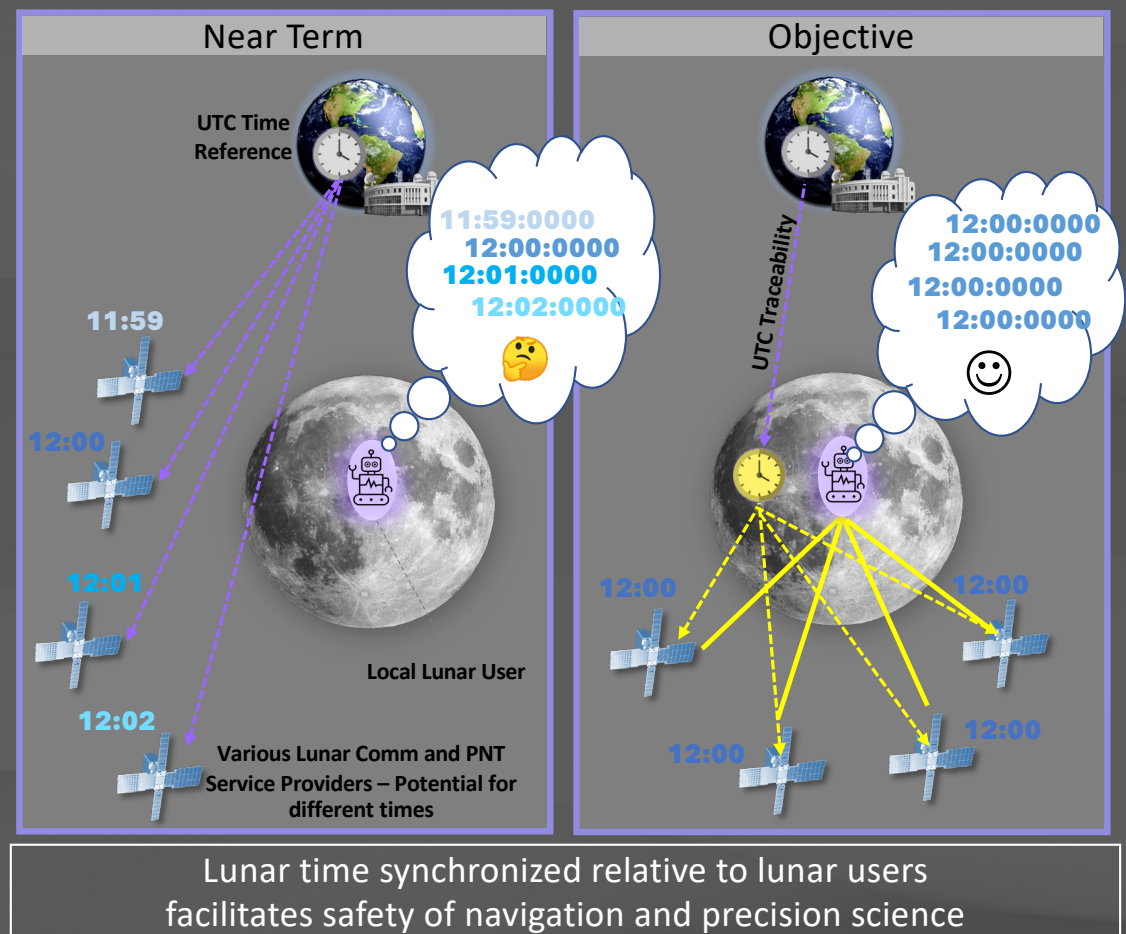 Near Term
UTC Time
Reference
11:59:0000
12:00:0000
12:01:0000
12:02:0000
11:59
12:00
12:01
12:02
Local Lunar User
Various Lunar Comm and PNT
Service Providers – Potential for
different times
Objective
UTC Traceability
12:00:0000
12:00:0000
12:00:0000
12:00:0000
12:00
12:00
12:00
12:00
Lunar time synchronized relative to lunar users
facilitates safety of navigation and precision science